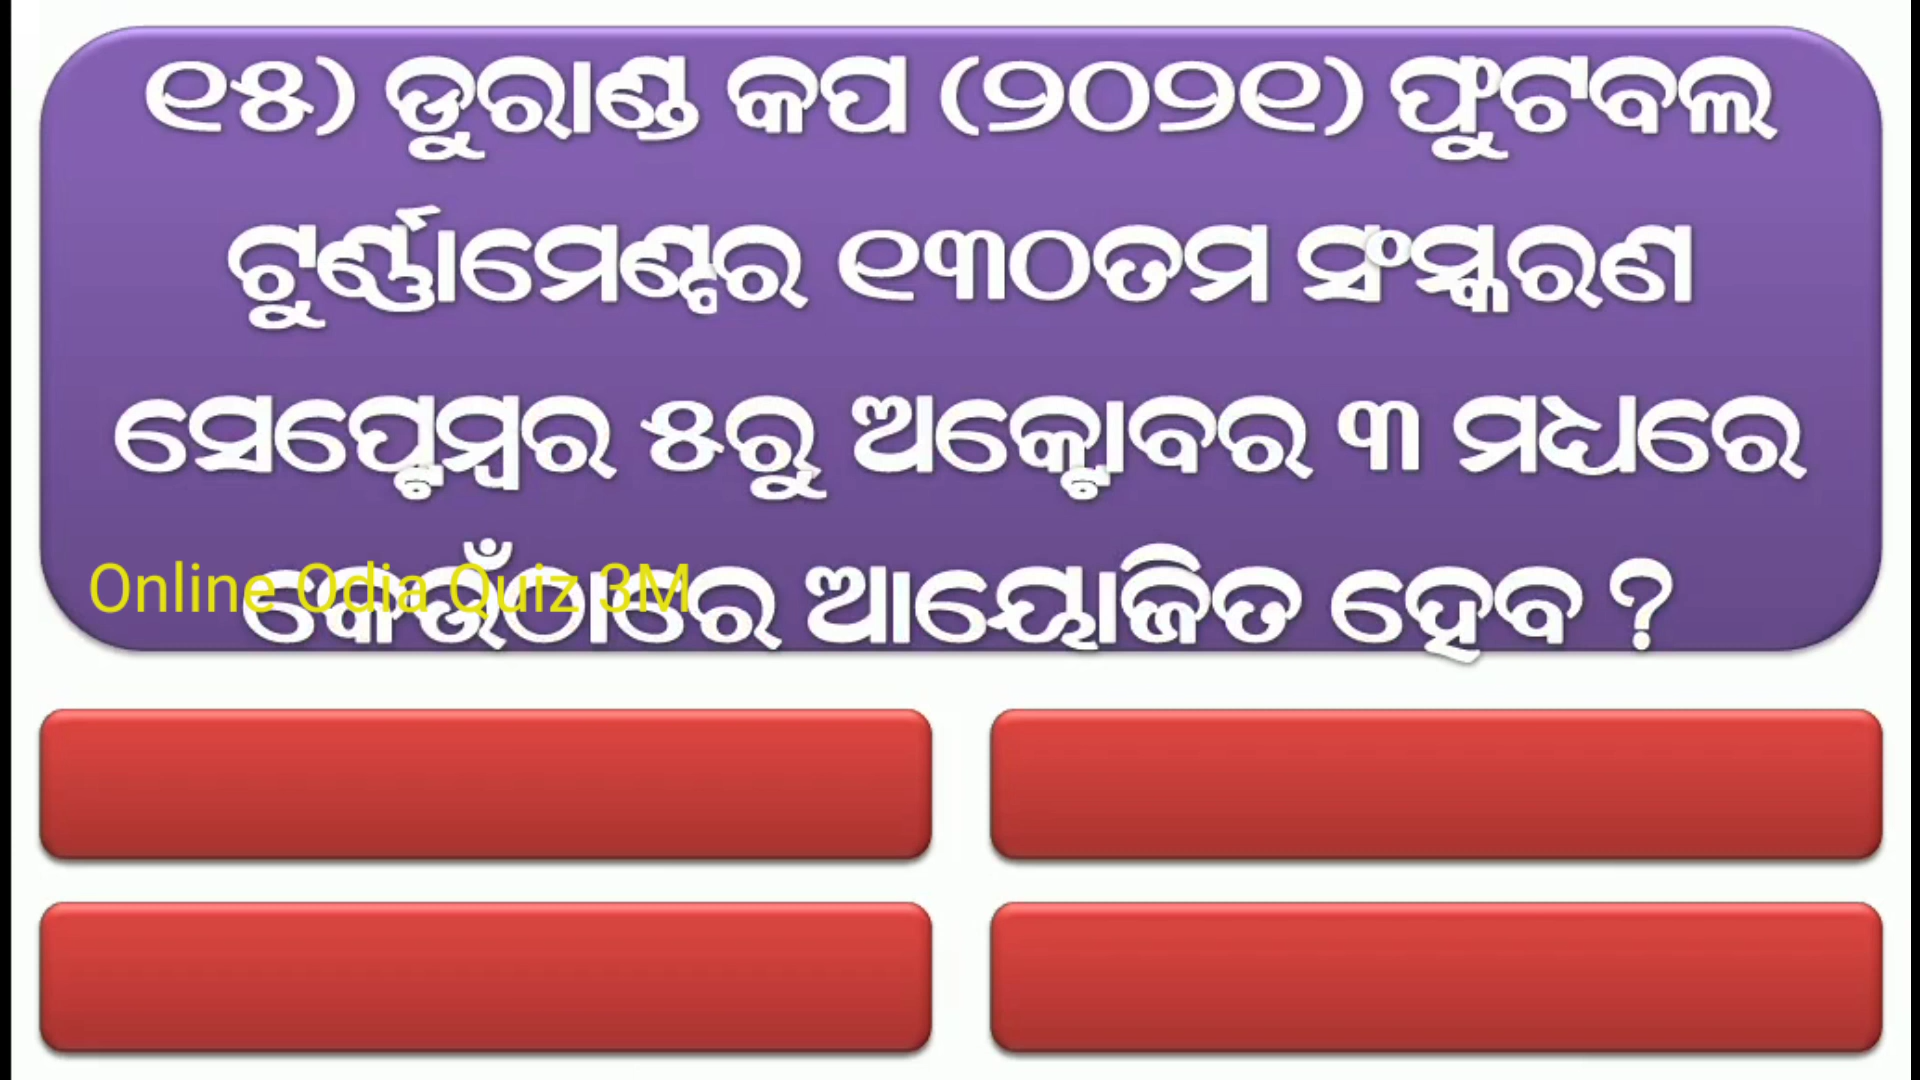 ୧୫) ଡୁରାଣ୍ଡ କପ (୨୦୨୧) ଫୁଟବଲ
ଟୁର୍ଣ୍ଣାମେଣ୍ଟର ୧୩୦ତମ ସଂସ୍କରଣ
ସେପ୍ଟେମ୍ବର ୫ରୁ ଅକ୍ଟୋବର ୩ ମଧ୍ୟରେ
କେଉଁଠାରେ ଆୟୋଜିତ ହେବ ?
Online Odia Quiz 3M